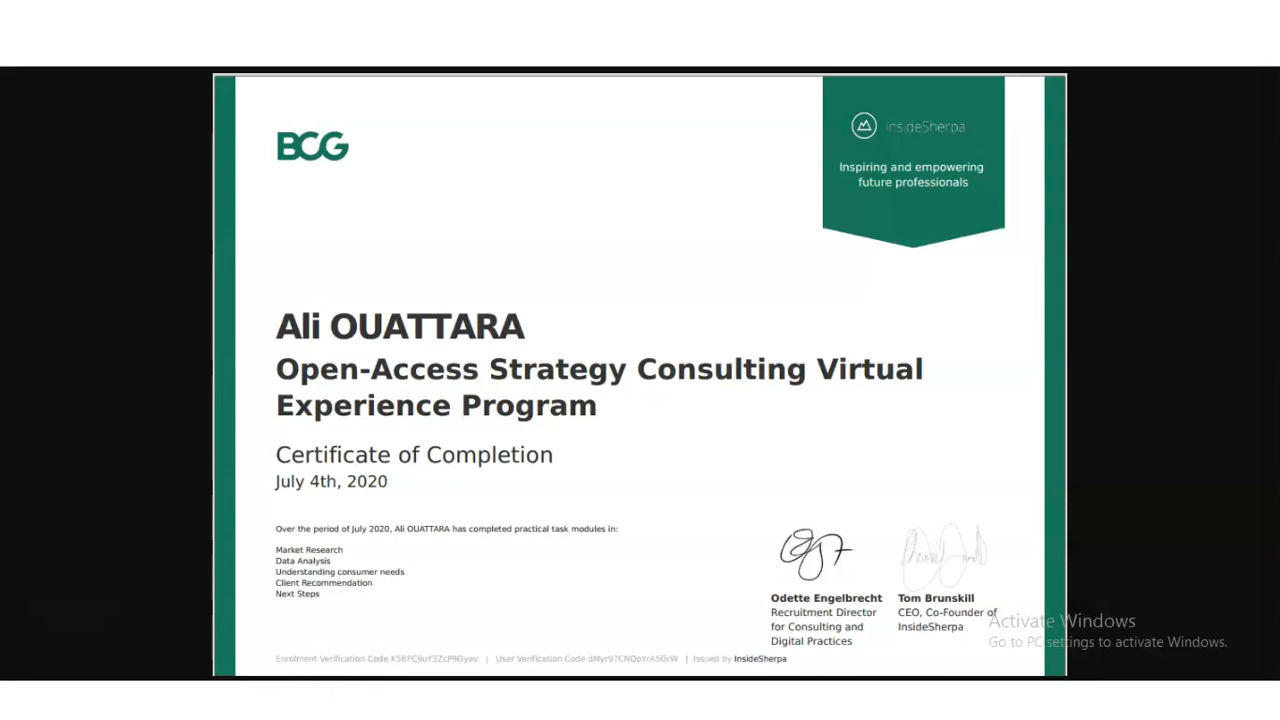 BCG
InsideSherpa
Inspiring and empowering
future professionals
Ali OUATTARA
Open-Access Strategy Consulting Virtual
Experience Program
Certificate of Completion
July 4th, 2020
Over the period of July 2020, Ali OUATTARA has completed practical task modules in:
Market Research
Data Analysis
Understanding consumer needs
Client Recommendation
Next Steps
Odette Engelbrecht
Recruitment Director
for Consulting and
Digital Practices
Tom Brunskill
CEO, Co-Founder of
InsideSherpa
Enrolment Verification Code | User Verification Code | Issued by InsideSherpa
Activate Windows
Go to PC settings to activate Windows.